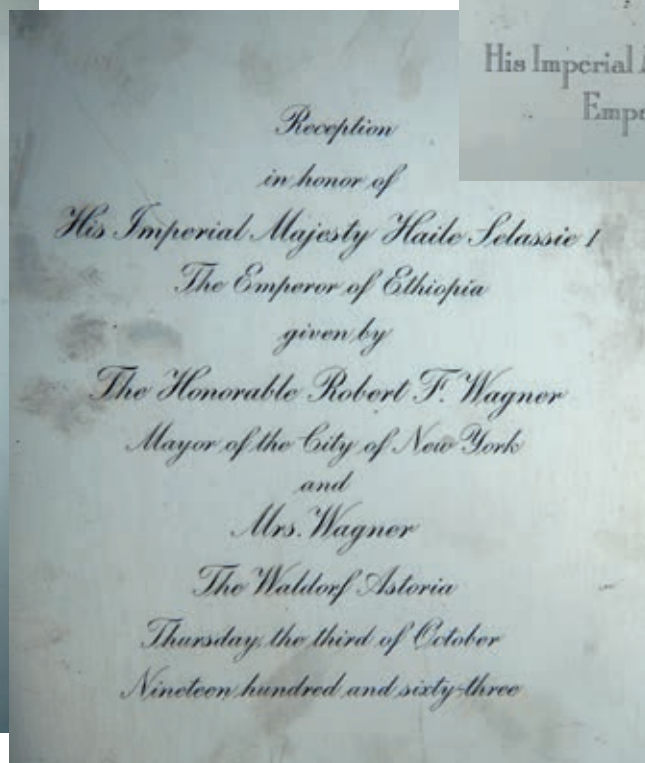 His Imperial
Reception
in honor of
His Imperial Majesty Haile Selassie I
The Emperor of Ethiopia
given by
The Honorable Robert F. Wagner
Mayor of the City of New York
and
Mrs. Wagner
The Waldorf Astoria
Thursday, the third of October
Nineteen hundred and sixty-three